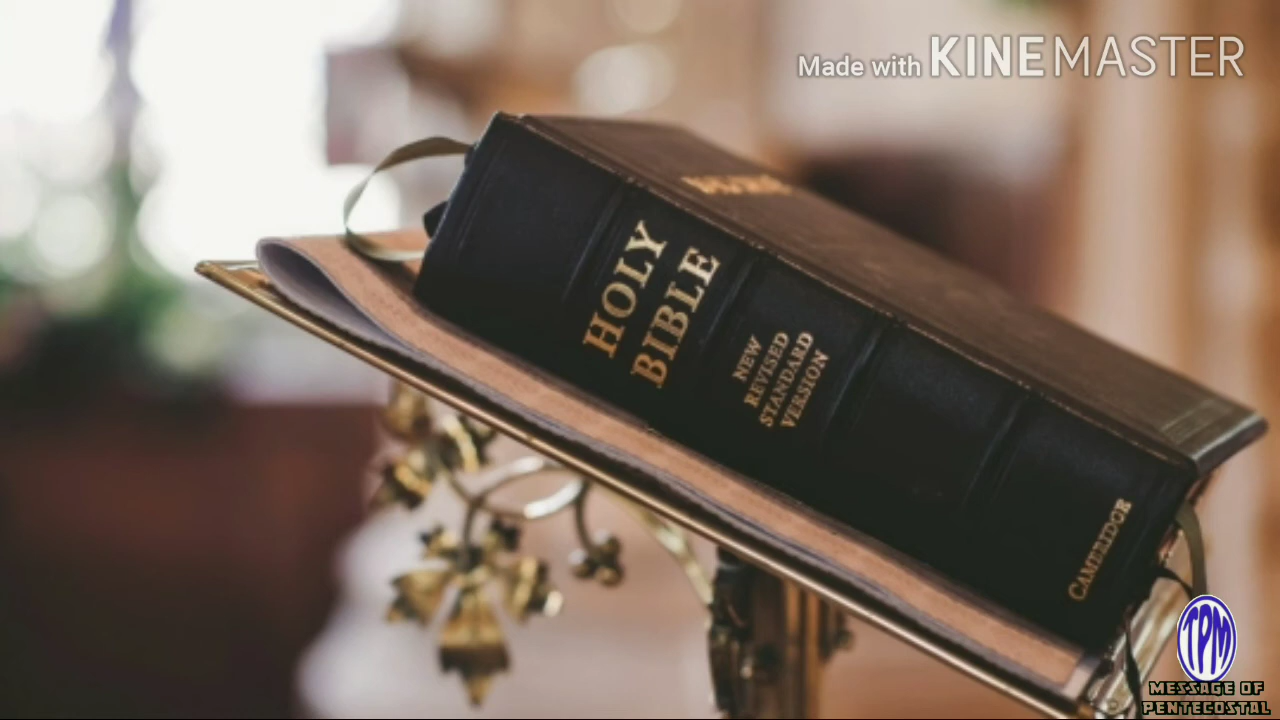 Made with KINEMASTER
HOLY
BIBLE
NEW
REVISED
STANDARD
VERSION
CAMBRIDGE
TPM
MESSAGE OF
PENTECOSTAL